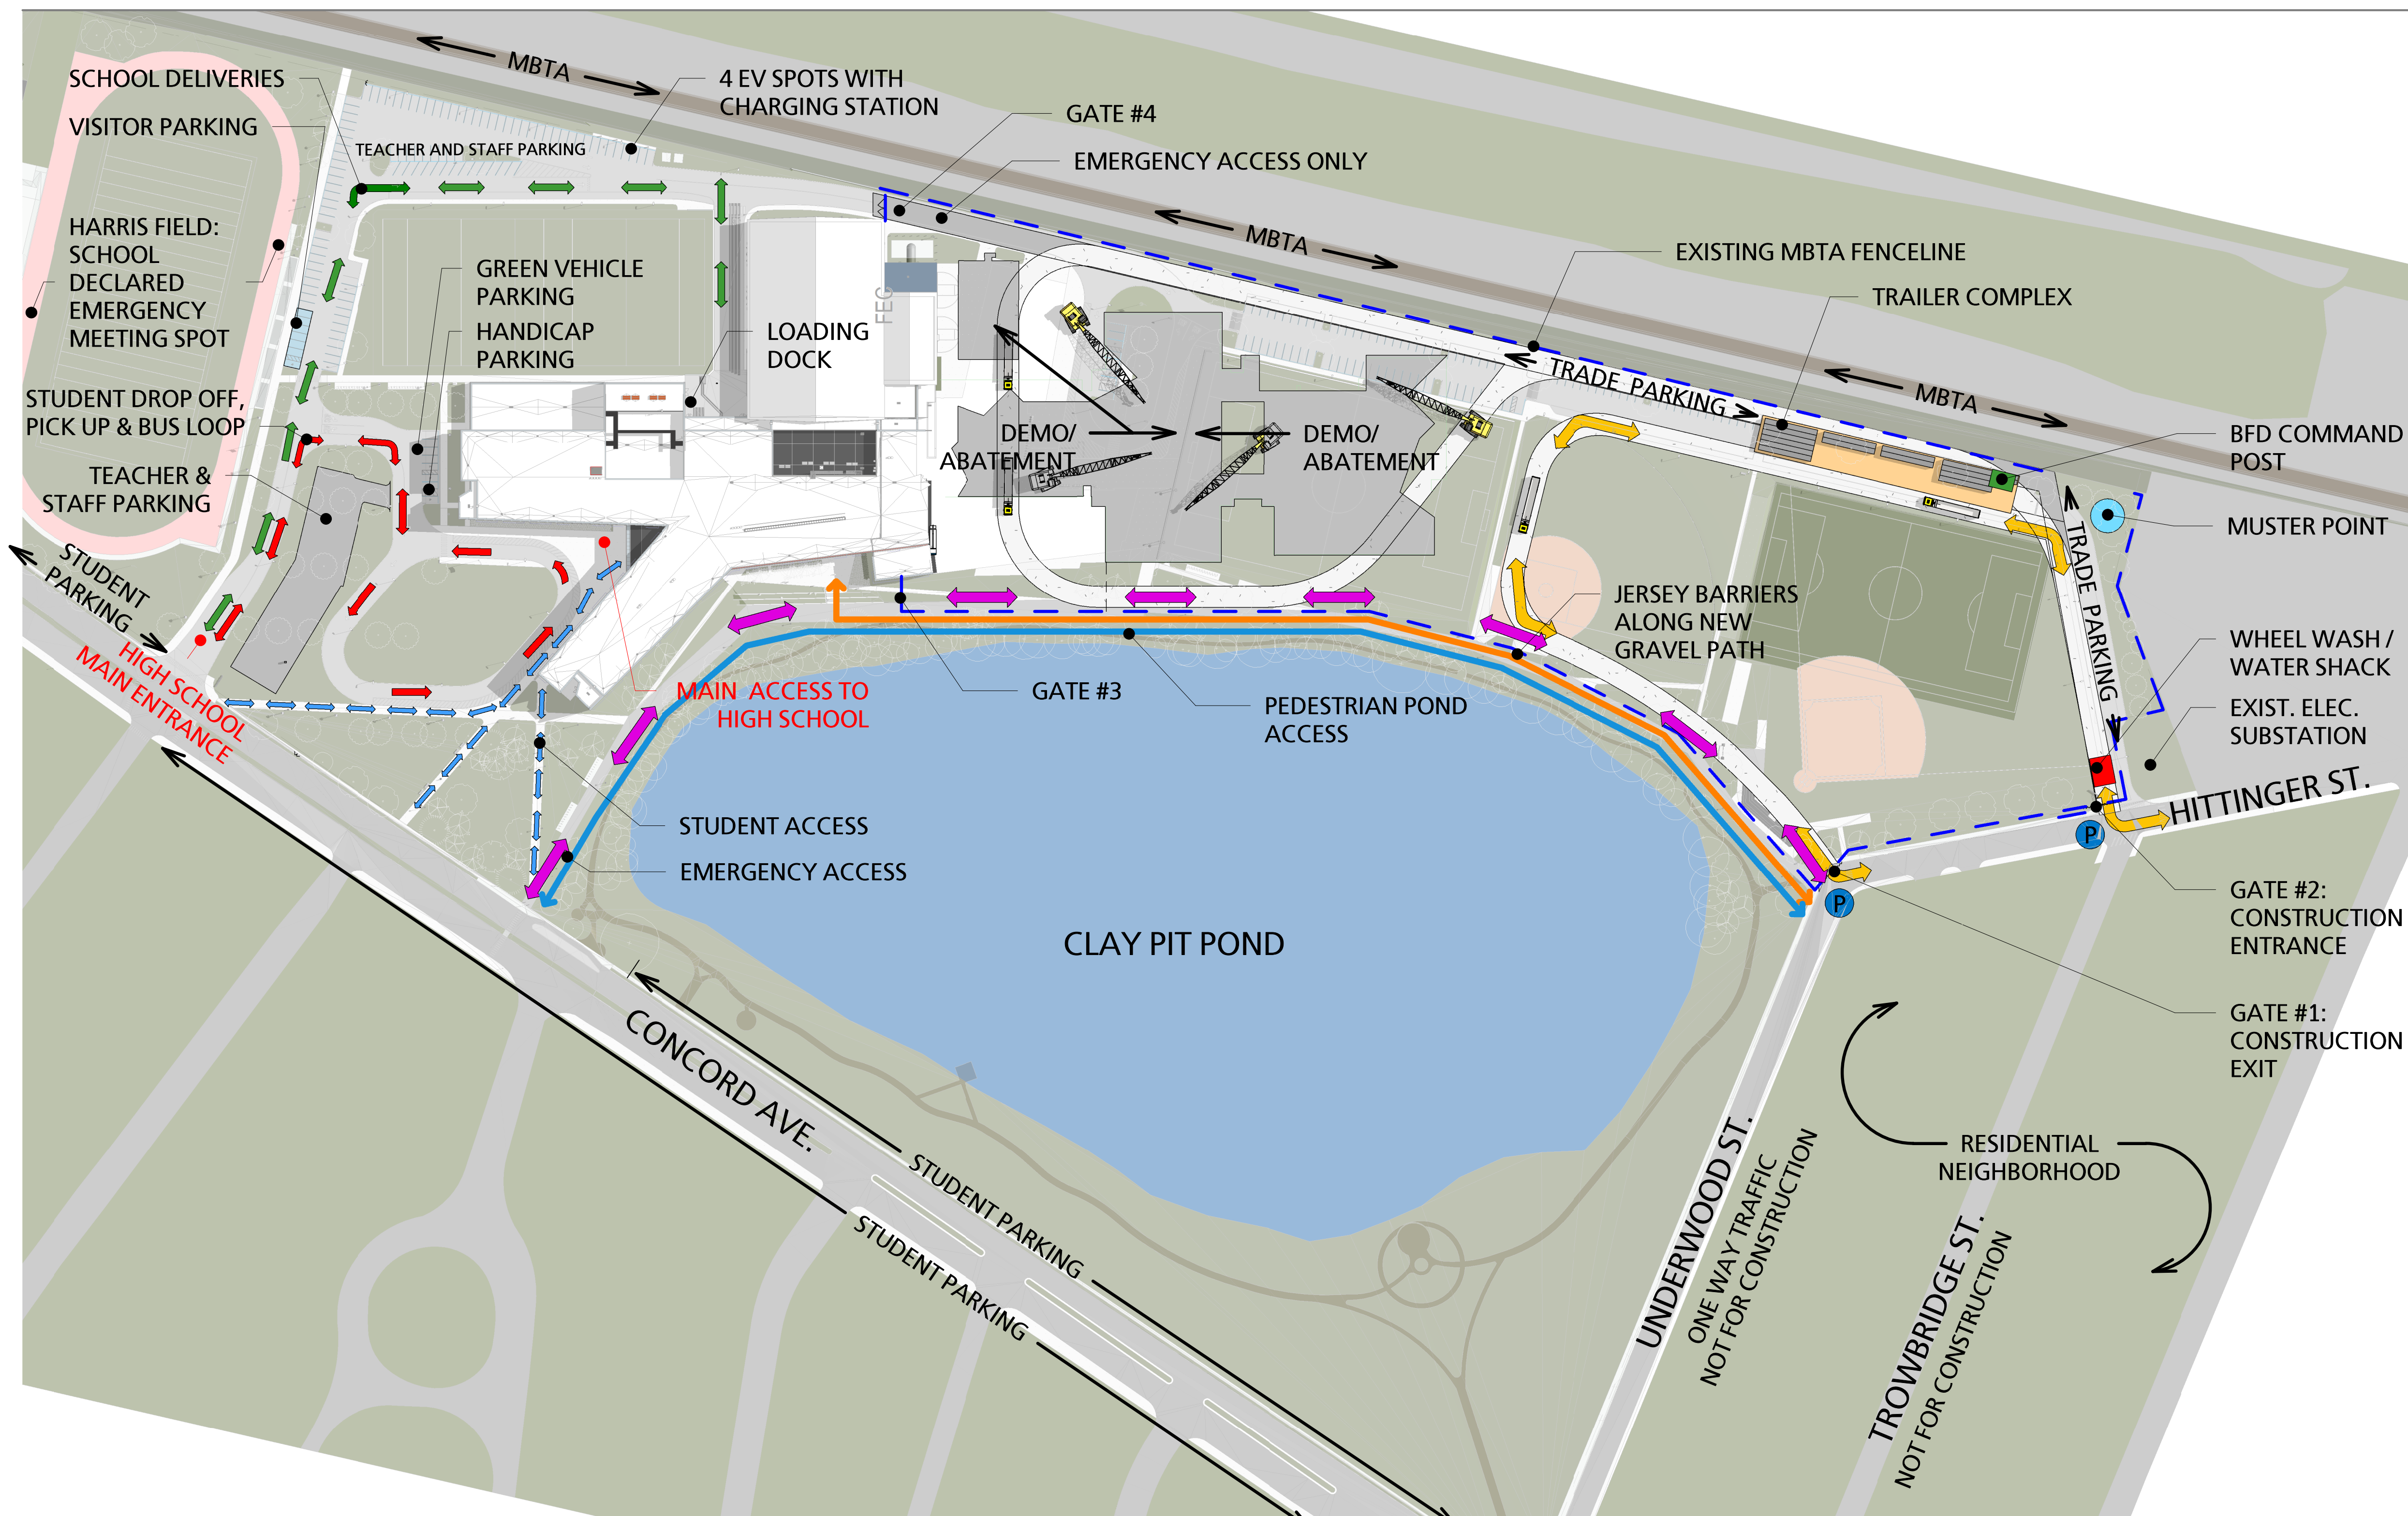 MBTA
SCHOOL DELIVERIES
4 EV SPOTS WITH
CHARGING STATION
VISITOR PARKING
TEACHER AND STAFF PARKING
GATE #4
EMERGENCY ACCESS ONLY
HARRIS FIELD:
SCHOOL
DECLARED
EMERGENCY
MEETING SPOT
GREEN VEHICLE
PARKING
HANDICAP
PARKING
LOADING
DOCK
FEC
MBTA
EXISTING MBTA FENCELINE
TRAILER COMPLEX
TRADE PARKING
MBTA
STUDENT DROP OFF,
PICK UP & BUS LOOP
TEACHER &
STAFF PARKING
DEMO/
ABATEMENT
DEMO/
ABATEMENT
BFD COMMAND
POST
MUSTER POINT
TRADE PARKING
STUDENT
PARKING
HIGH SCHOOL
MAIN ENTRANCE
MAIN ACCESS TO
HIGH SCHOOL
GATE #3
PEDESTRIAN POND
ACCESS
JERSEY BARRIERS
ALONG NEW
GRAVEL PATH
WHEEL WASH /
WATER SHACK
EXIST. ELEC.
SUBSTATION
HITTINGER ST.
P
P
STUDENT ACCESS
EMERGENCY ACCESS
CLAY PIT POND
GATE #2:
CONSTRUCTION
ENTRANCE
GATE #1:
CONSTRUCTION
EXIT
CONCORD AVE.
STUDENT PARKING
STUDENT PARKING
UNDERWOOD ST.
ONE WAY TRAFFIC
NOT FOR CONSTRUCTION
RESIDENTIAL
NEIGHBORHOOD
TROWBRIDGE ST.
NOT FOR CONSTRUCTION